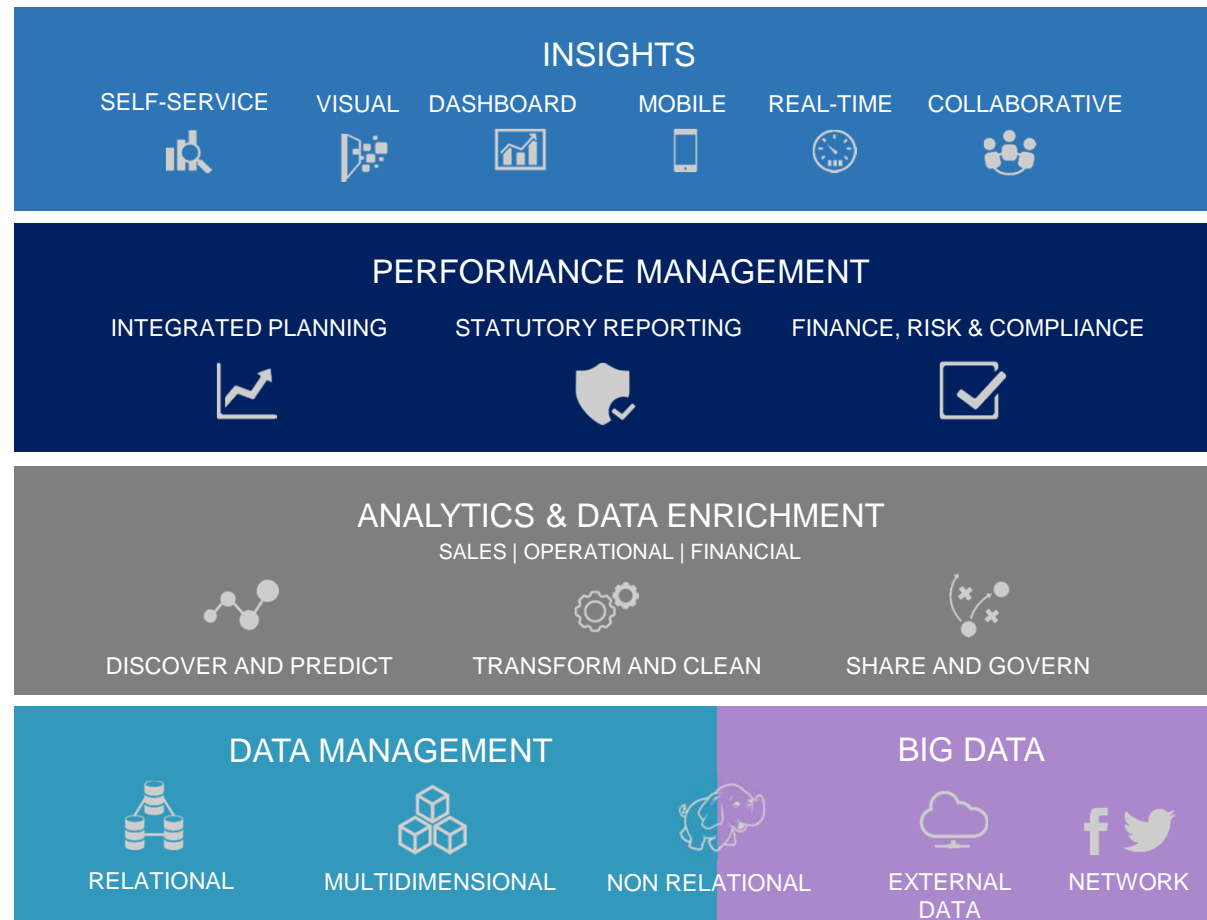 INSIGHTS
SELF-SERVICE VISUAL DASHBOARD MOBILE REAL-TIME COLLABORATIVE
PERFORMANCE MANAGEMENT
INTEGRATED PLANNING STATUTORY REPORTING FINANCE, RISK & COMPLIANCE
ANALYTICS & DATA ENRICHMENT
SALES | OPERATIONAL | FINANCIAL
DISCOVER AND PREDICT TRANSFORM AND CLEAN SHARE AND GOVERN
DATA MANAGEMENT BIG DATA
RELATIONAL MULTIDIMENSIONAL NON RELATIONAL EXTERNAL NETWORK
DATA